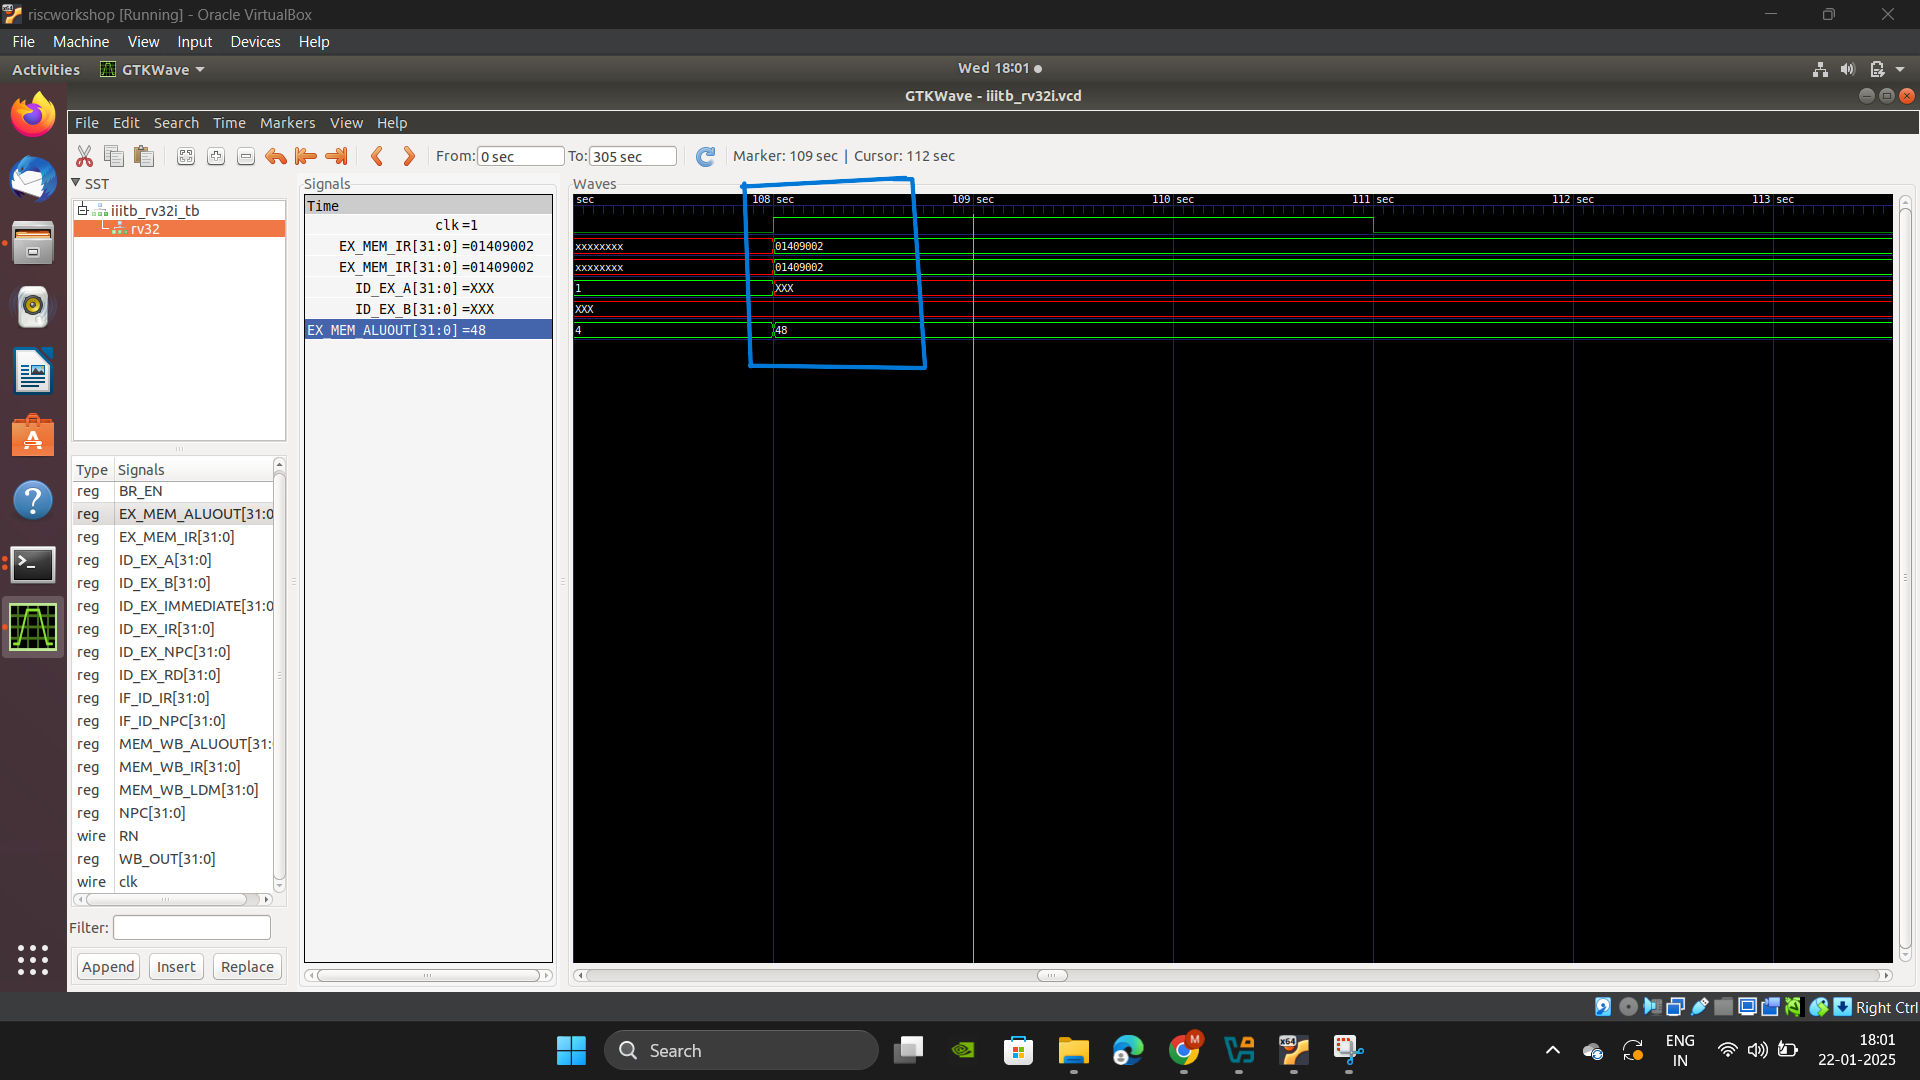 riscworkshop [Running] - Oracle VirtualBox
File Machine View Input Devices Help
Activities GTKWave Wed 18:01
GTKWave - iiitb_rv32i.vcd
File Edit Search Time Markers View Help
From: 0 sec To: 305 sec Marker: 109 sec | Cursor: 112 sec
SST
iiitb_rv32i_tb
rv32
Type Signals
reg BR_EN
reg EX_MEM_ALUOUT[31:0
reg EX_MEM_IR[31:0]
reg ID_EX_A[31:0]
reg ID_EX_B[31:0]
reg ID_EX_IMMEDIATE[31:0
reg ID_EX_IR[31:0]
reg ID_EX_NPC[31:0]
reg ID_EX_RD[31:0]
reg IF_ID_IR[31:0]
reg IF_ID_NPC[31:0]
reg MEM_WB_ALUOUT[31:
reg MEM_WB_IR[31:0]
reg MEM_WB_LDM[31:0]
reg NPC[31:0]
wire RN
reg WB_OUT[31:0]
wire clk
Filter:
Append Insert Replace
Signals
Time
clk =1
EX_MEM_IR[31:0] =01409002
EX_MEM_IR[31:0] =01409002
ID_EX_A[31:0] =XXX
ID_EX_B[31:0] =XXX
EX_MEM_ALUOUT[31:0] =48
Waves
sec 108 sec 109 sec 110 sec 111 sec 112 sec 113 sec
xxxxxxxx 01409002
xxxxxxxx 01409002
1 XXX
XXX
4 48
Right Ctrl
Search
M
x64
ENG
IN
18:01
22-01-2025